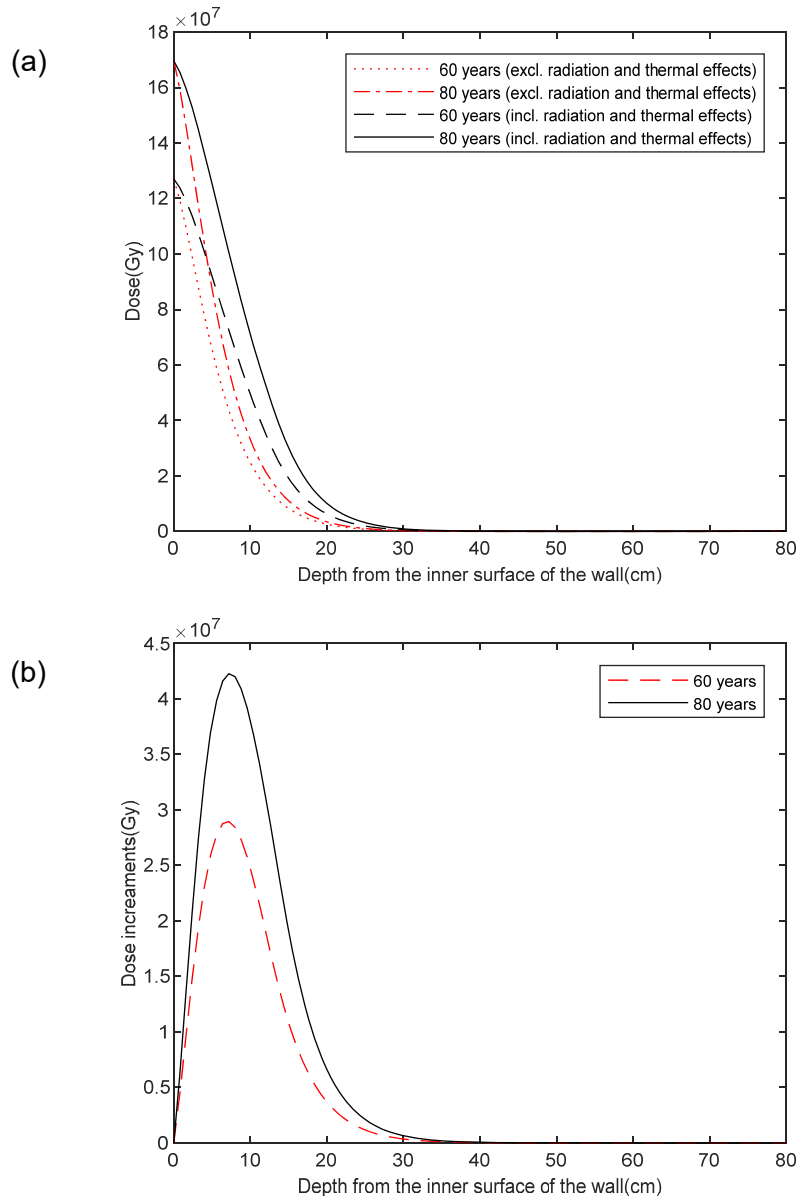 (a)
×10^7
18
16
14
12
10
8
6
4
2
0
Dose(Gy)
60 years (excl. radiation and thermal effects)
80 years (excl. radiation and thermal effects)
60 years (incl. radiation and thermal effects)
80 years (incl. radiation and thermal effects)
0 10 20 30 40 50 60 70 80
Depth from the inner surface of the wall(cm)
(b)
×10^7
4.5
4
3.5
3
2.5
2
1.5
1
0.5
0
Dose increaments(Gy)
60 years
80 years
0 10 20 30 40 50 60 70 80
Depth from the inner surface of the wall(cm)